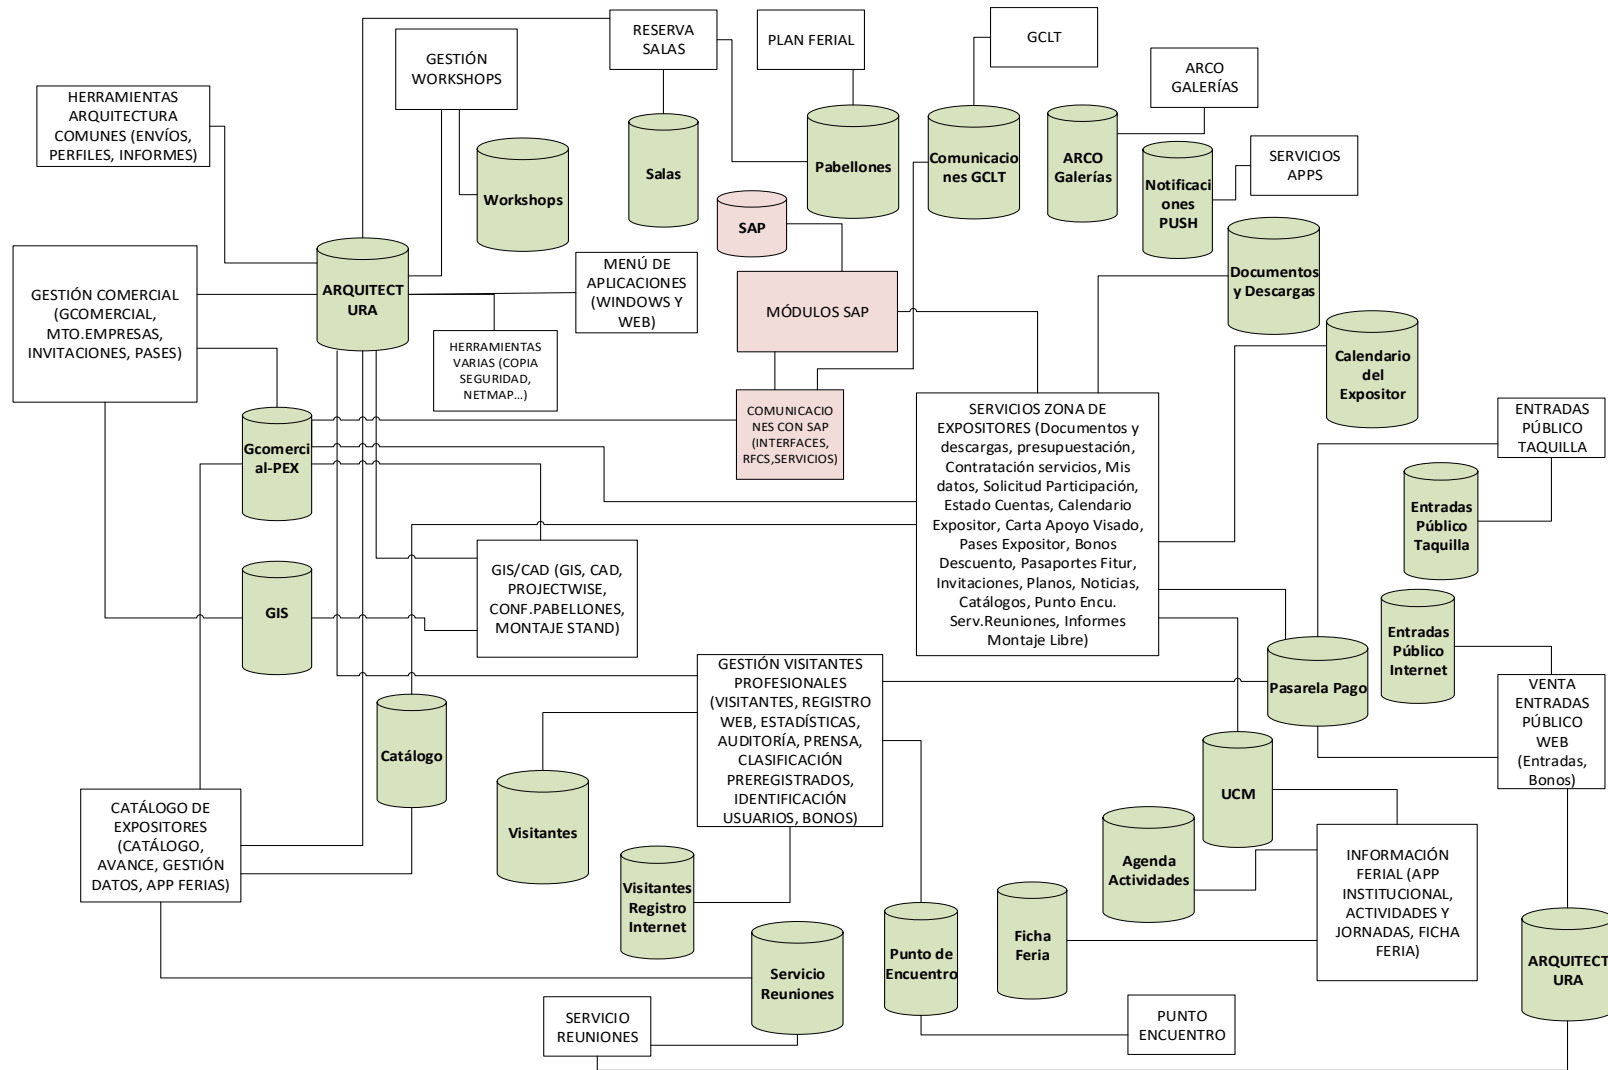 RESERVA
SALAS
PLAN FERIAL
GCLT
GESTIÓN
WORKSHOPS
ARCO
GALERÍAS
HERRAMIENTAS
ARQUITECTURA
COMUNES (ENVÍOS,
PERFILES, INFORMES)
Workshops
Salas
Pabellones
Comunicacio
nes GCLT
ARCO
Galerías
Notificaci
ones
PUSH
SERVICIOS
APPS
SAP
Documentos
y Descargas
GESTIÓN COMERCIAL
(GCOMERCIAL,
MTO.EMPRESAS,
INVITACIONES, PASES)
ARQUITECT
URA
MENÚ DE
APLICACIONES
(WINDOWS Y
WEB)
MÓDULOS SAP
HERRAMIENTAS
VARIAS (COPIA
SEGURIDAD,
NETMAP...)
Calendario
del
Expositor
Gcomerci
al-PEX
COMUNICACIO
NES CON SAP
(INTERFACES,
RFCS,SERVICIOS)
SERVICIOS ZONA DE
EXPOSITORES (Documentos y
descargas, presupuestación,
Contratación servicios, Mis
datos, Solicitud Participación,
Estado Cuentas, Calendario
Expositor, Carta Apoyo Visado,
Pases Expositor, Bonos
Descuento, Pasaportes Fitur,
Invitaciones, Planos, Noticias,
Catálogos, Punto Encu.
Serv.Reuniones, Informes
Montaje Libre)
ENTRADAS
PÚBLICO
TAQUILLA
Entradas
Público
Taquilla
GIS
GIS/CAD (GIS, CAD,
PROJECTWISE,
CONF.PABELLONES,
MONTAJE STAND)
Entradas
Público
Internet
Pasarela Pago
GESTIÓN VISITANTES
PROFESIONALES
(VISITANTES, REGISTRO
WEB, ESTADÍSTICAS,
AUDITORÍA, PRENSA,
CLASIFICACIÓN
PREREGISTRADOS,
IDENTIFICACIÓN
USUARIOS, BONOS)
VENTA
ENTRADAS
PÚBLICO
WEB
(Entradas,
Bonos)
Catálogo
UCM
CATÁLOGO DE
EXPOSITORES
(CATÁLOGO,
AVANCE, GESTIÓN
DATOS, APP FERIAS)
Visitantes
Agenda
Actividades
INFORMACIÓN
FERIAL (APP
INSTITUCIONAL,
ACTIVIDADES Y
JORNADAS, FICHA
FERIA)
Visitantes
Registro
Internet
Servicio
Reuniones
Punto de
Encuentro
Ficha
Feria
ARQUITECT
URA
SERVICIO
REUNIONES
PUNTO
ENCUENTRO